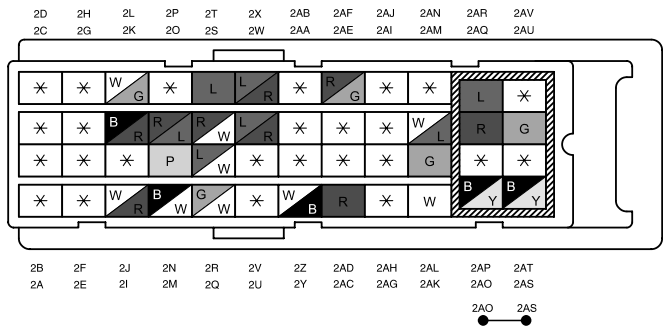 2D 2H 2L 2P 2T 2X 2AB 2AF 2AJ 2AN 2AR 2AV
2C 2G 2K 2O 2S 2W 2AA 2AE 2AI 2AM 2AQ 2AU
* * W G * L L R * R G * * L *
* * B R R L R W L R * * * W L R G
* * * P L W * * * * G * *
* * W R B W G W * W B R * W B Y B Y
2B 2F 2J 2N 2R 2V 2Z 2AD 2AH 2AL 2AP 2AT
2A 2E 2I 2M 2Q 2U 2Y 2AC 2AG 2AK 2AO 2AS
2AO 2AS